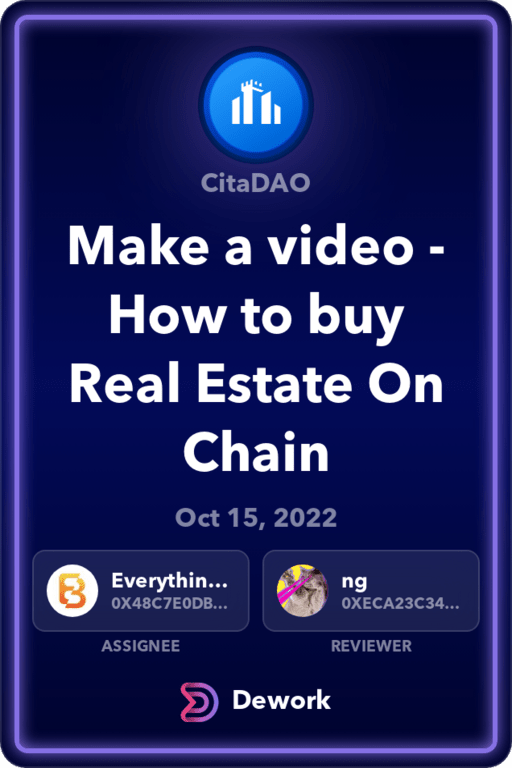 CitaDAO
Make a video -
How to buy
Real Estate On
Chain
Oct 15, 2022
Everythin...
0X48C7E0DB...
ASSIGNEE
ng
0XECA23C34...
REVIEWER
Dework